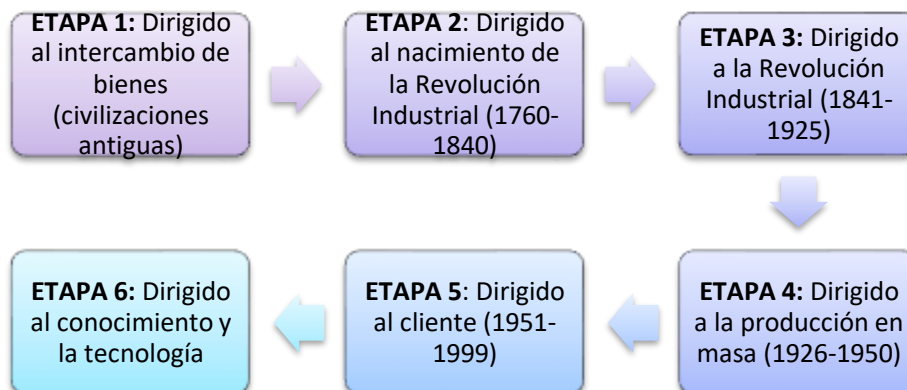 ETAPA 1: Dirigido
al intercambio de
bienes
(civilizaciones
antiguas)
ETAPA 2: Dirigido
al nacimiento de
la Revolución
Industrial (1760-
1840)
ETAPA 3: Dirigido
a la Revolución
Industrial (1841-
1925)
ETAPA 4: Dirigido
a la producción en
masa (1926-1950)
ETAPA 5: Dirigido
al cliente (1951-
1999)
ETAPA 6: Dirigido
al conocimiento y
la tecnología